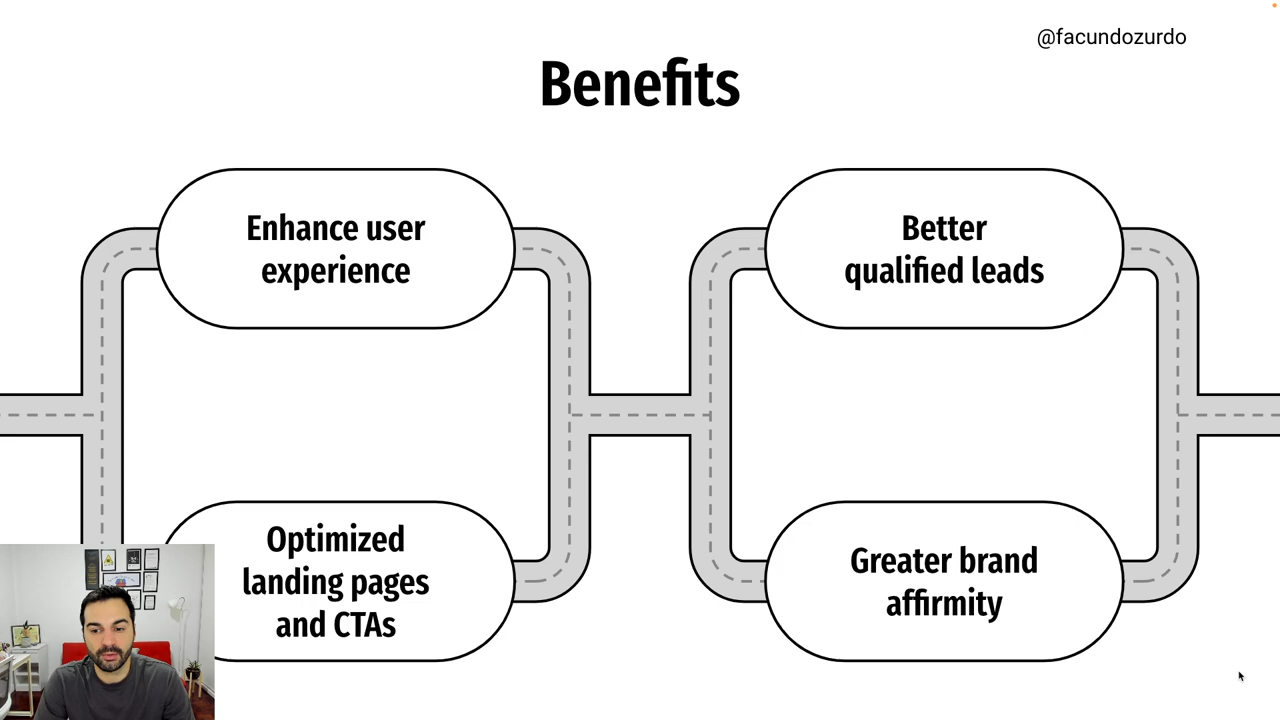 @facundozurdo
Benefits
Enhance user
experience
Better
qualified leads
Optimized
landing pages
and CTAs
Greater brand
affirmity